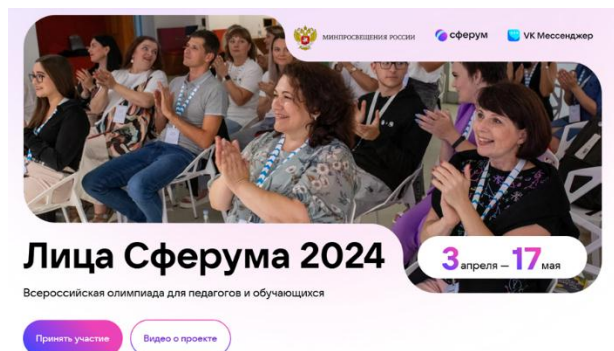 МИНПРОСВЕЩЕНИЯ РОССИИ
сферум
VK Мессенджер
Лица Сферума 2024
3 апреля – 17 мая
Всероссийская олимпиада для педагогов и обучающихся
Принять участие
Видео о проекте